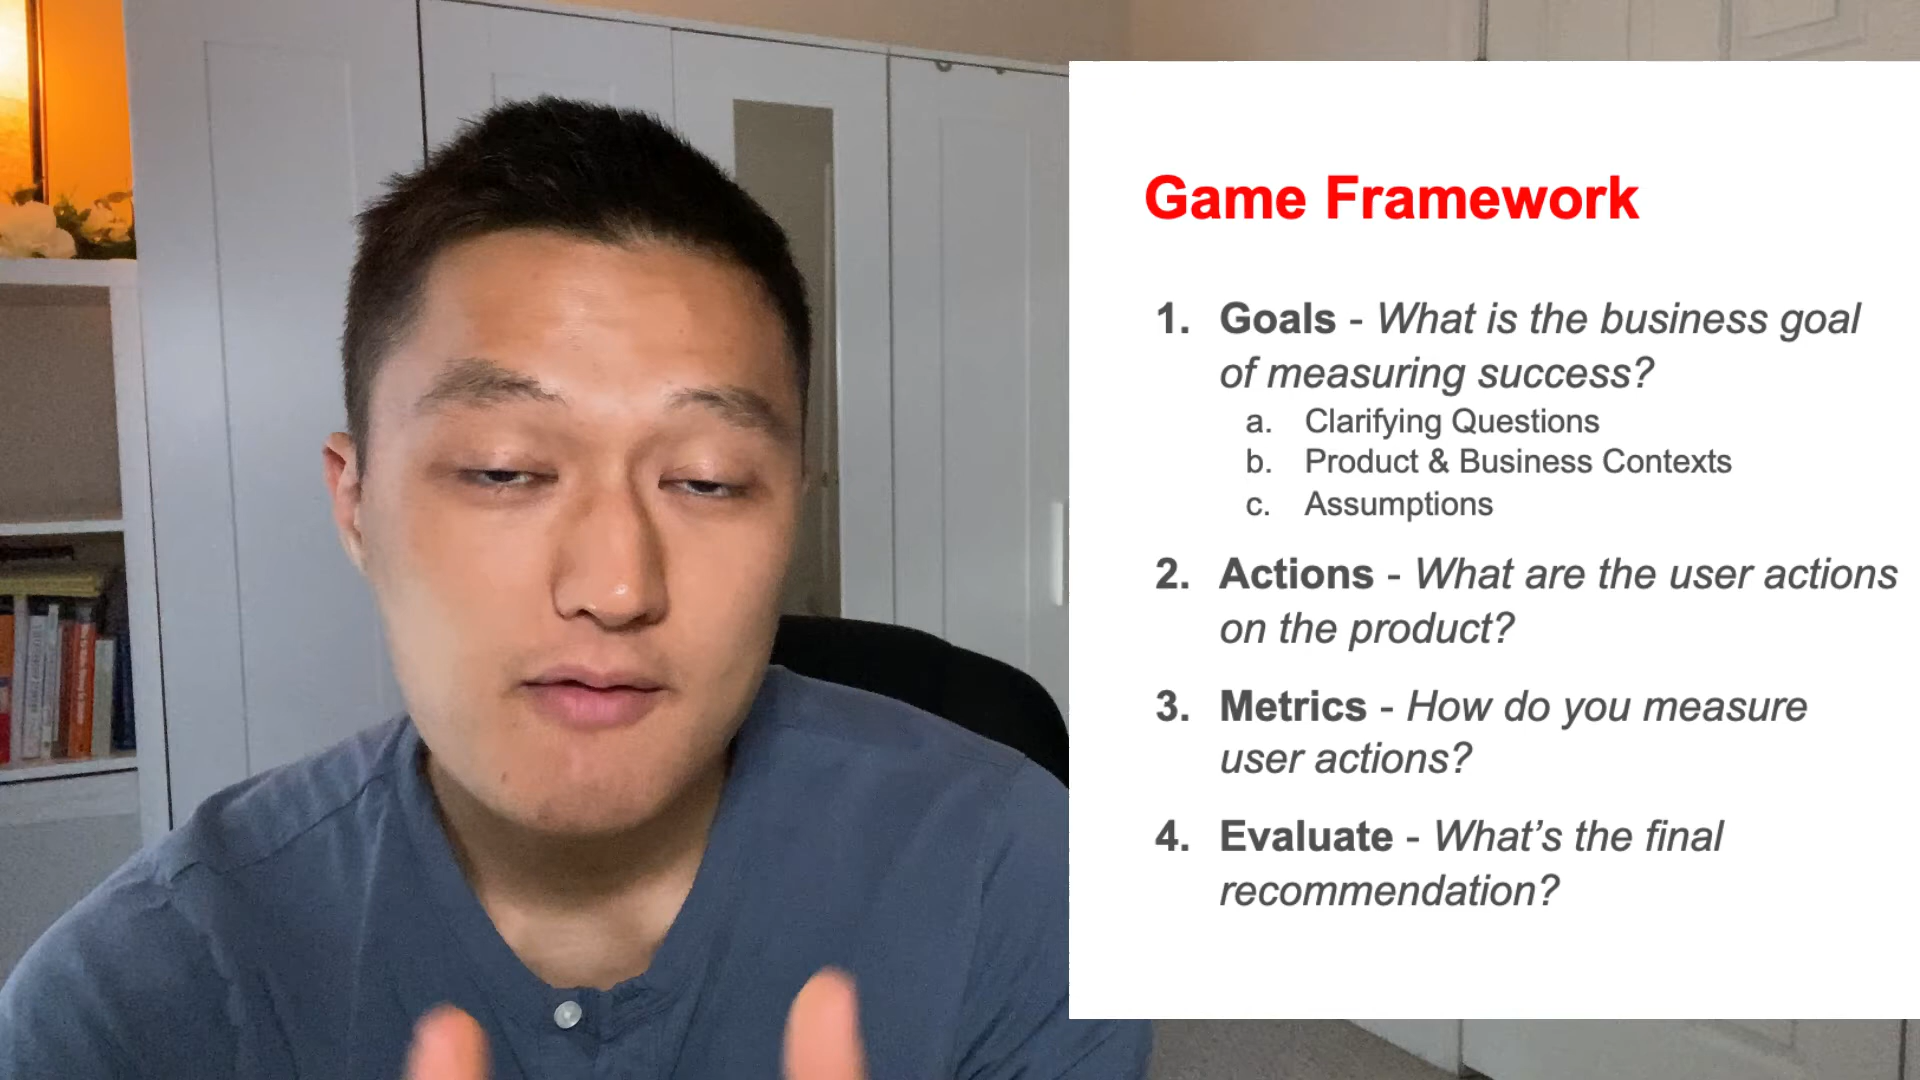 Game Framework
1. Goals - What is the business goal
of measuring success?
a. Clarifying Questions
b. Product & Business Contexts
c. Assumptions
2. Actions - What are the user actions
on the product?
3. Metrics - How do you measure
user actions?
4. Evaluate - What’s the final
recommendation?